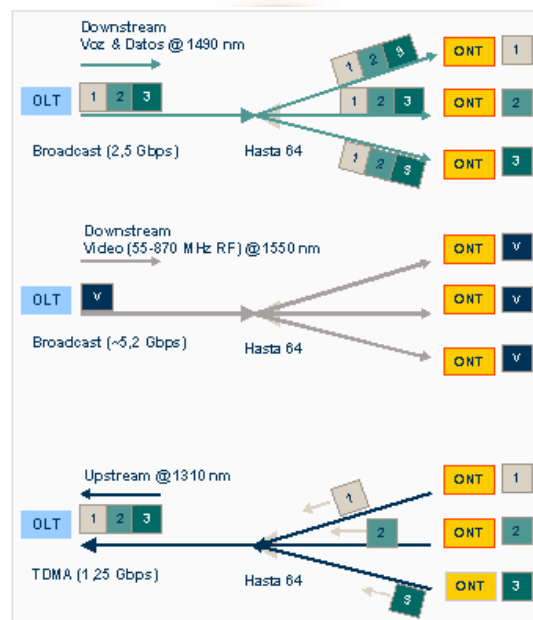 Downstream
Voz & Datos @ 1490 nm
1 2 3
ONT 1
OLT 1 2 3
1 2 3
ONT 2
Broadcast (2,5 Gbps)
Hasta 64
1 2 3
ONT 3
Downstream
Video (55-870 MHz RF) @1550 nm
ONT V
OLT V
ONT V
Broadcast (~5,2 Gbps)
Hasta 64
ONT V
Upstream @1310 nm
1
ONT 1
OLT 1 2 3
2
ONT 2
TDMA (1,25 Gbps)
Hasta 64
3
ONT 3